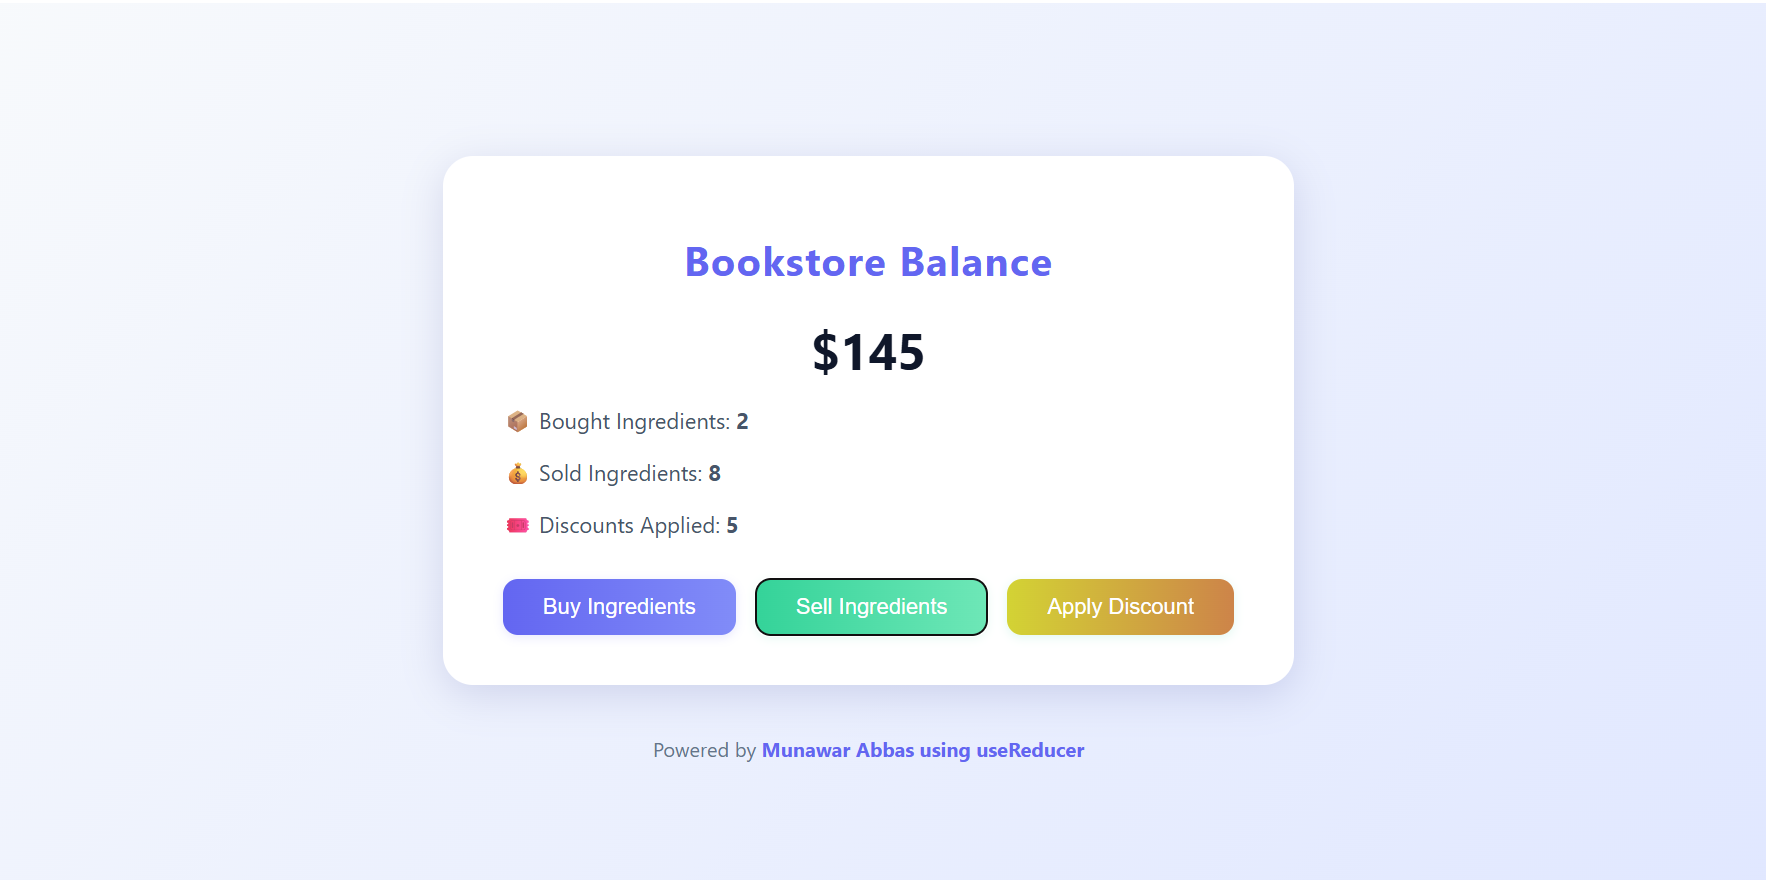 Bookstore Balance
$145
Bought Ingredients: 2
Sold Ingredients: 8
Discounts Applied: 5
Buy Ingredients
Sell Ingredients
Apply Discount
Powered by Munawar Abbas using useReducer